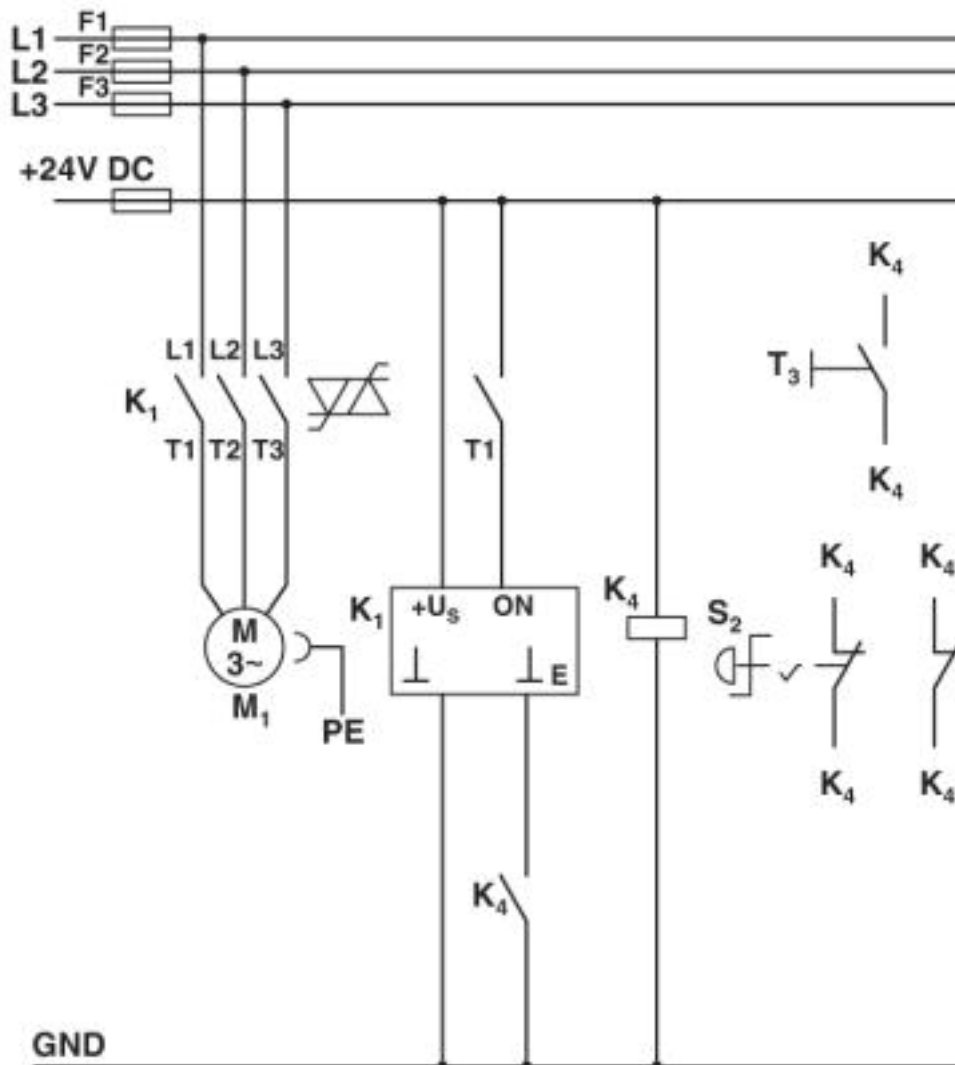 F1
L1
F2
L2
F3
L3
+24V DC
K4
L1 L2 L3
T3
K1
T1 T2 T3
T1
K4
K4 K4
K1 +US ON
K4
S2
M
3~
E
M1
PE
K4 K4
K4
GND